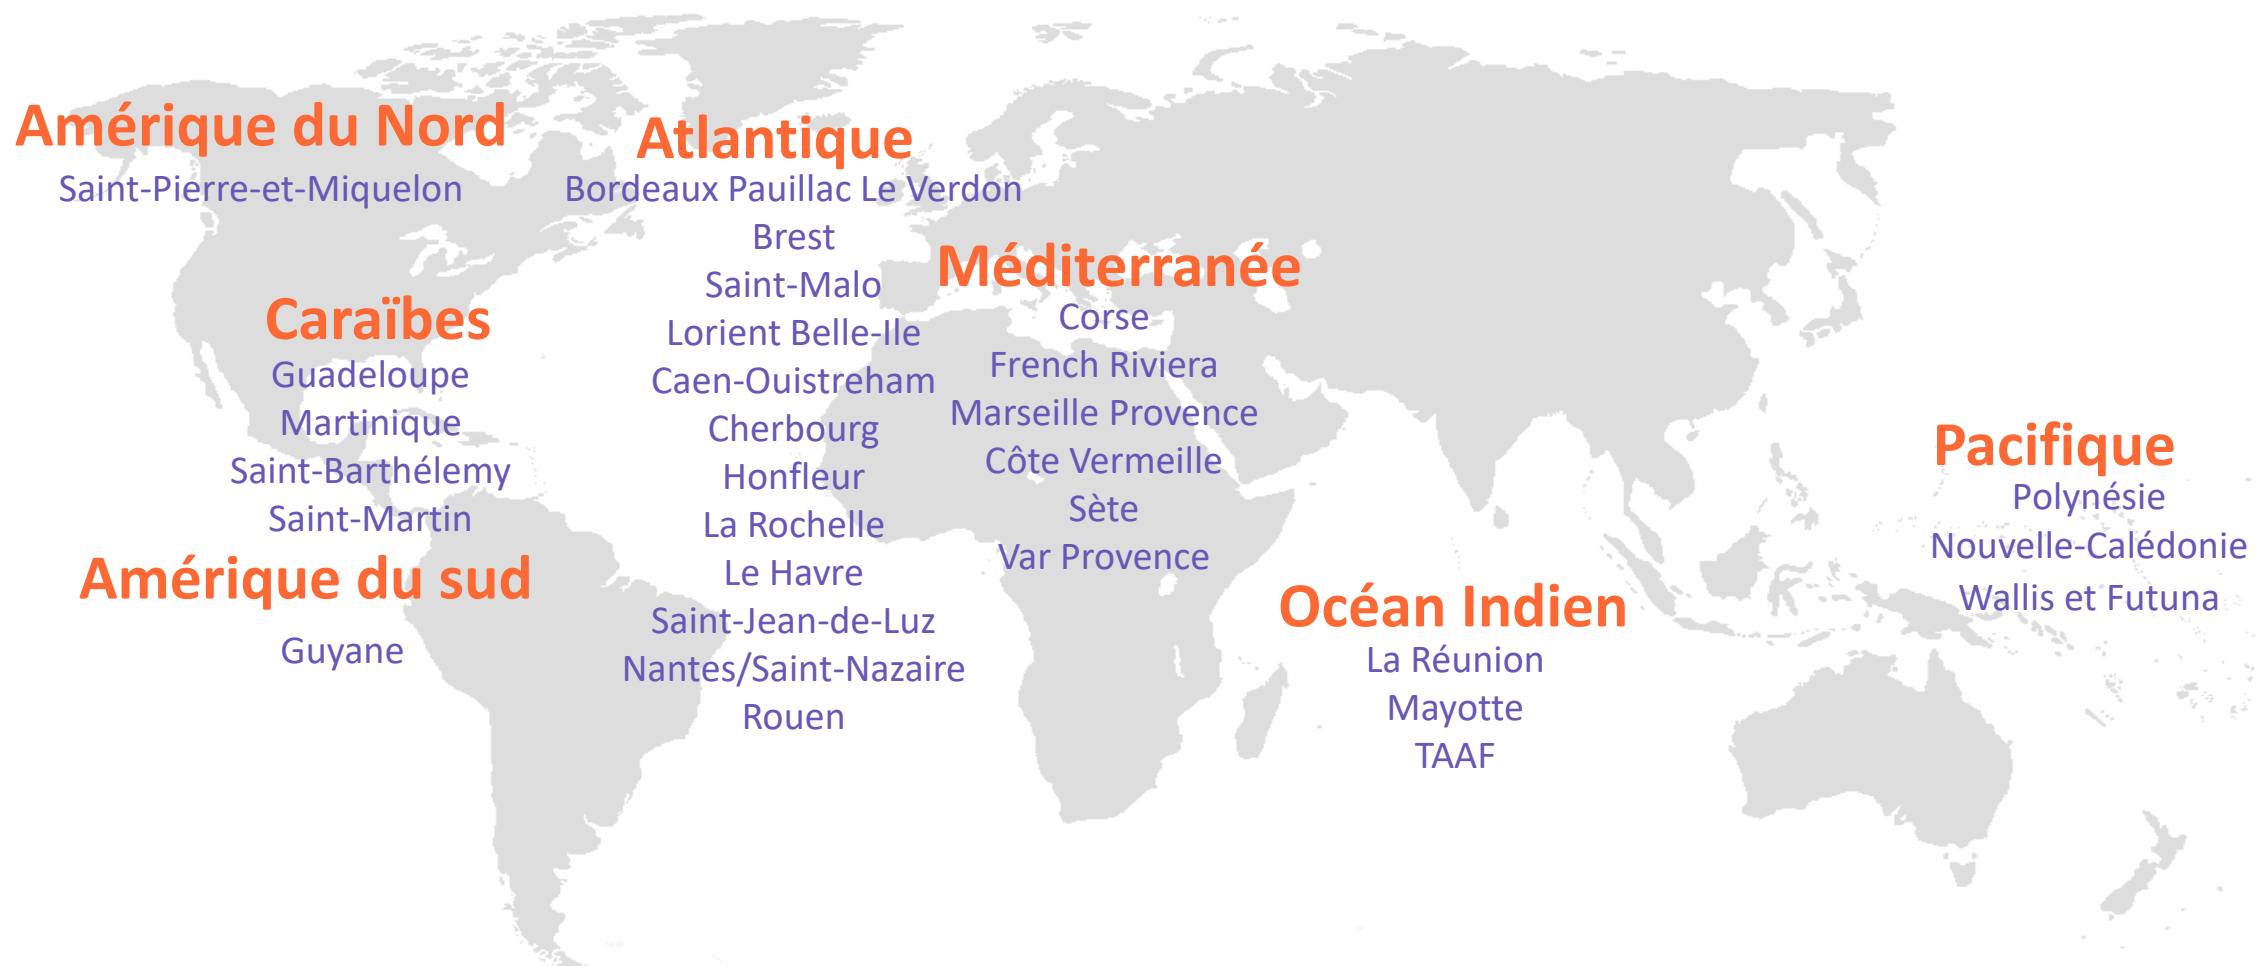 Amérique du Nord
Saint-Pierre-et-Miquelon
Caraïbes
Guadeloupe
Martinique
Saint-Barthélemy
Saint-Martin
Amérique du sud
Guyane
Atlantique
Bordeaux Pauillac Le Verdon
Brest
Saint-Malo
Lorient Belle-Ile
Caen-Ouistreham
Cherbourg
Honfleur
La Rochelle
Le Havre
Saint-Jean-de-Luz
Nantes/Saint-Nazaire
Rouen
Méditerranée
Corse
French Riviera
Marseille Provence
Côte Vermeille
Sète
Var Provence
Océan Indien
La Réunion
Mayotte
TAAF
Pacifique
Polynésie
Nouvelle-Calédonie
Wallis et Futuna